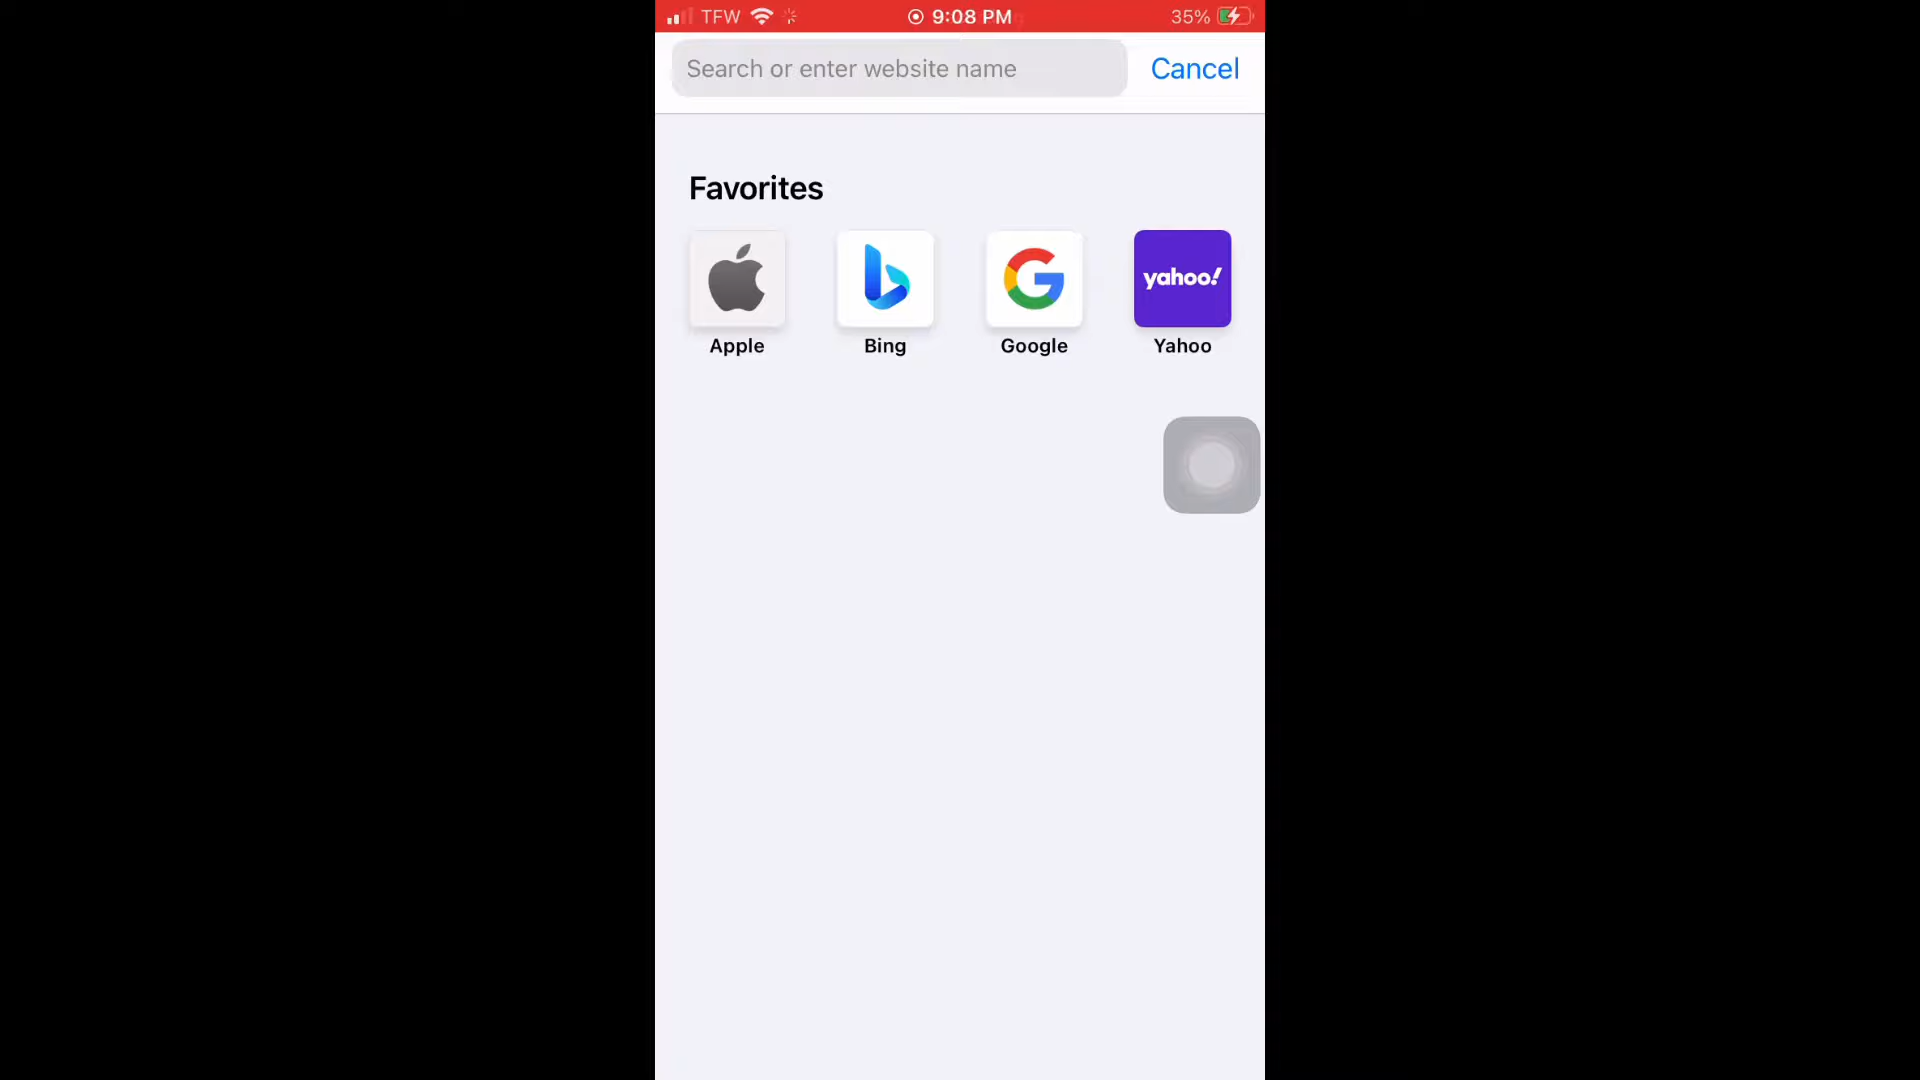 TFW 9:08 PM 35%
Search or enter website name Cancel
Favorites
yahoo!
Apple Bing Google Yahoo